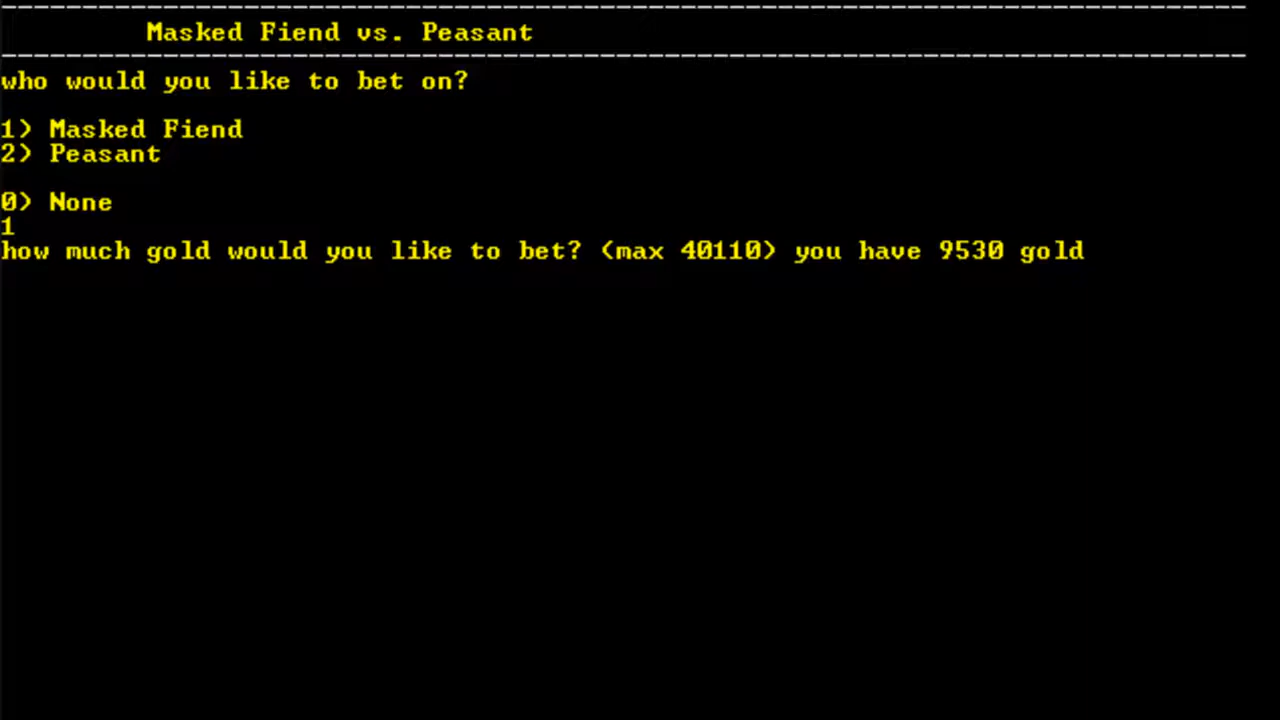 Masked Fiend vs. Peasant
who would you like to bet on?
1) Masked Fiend
2) Peasant
0) None
1
how much gold would you like to bet? (max 40110) you have 9530 gold